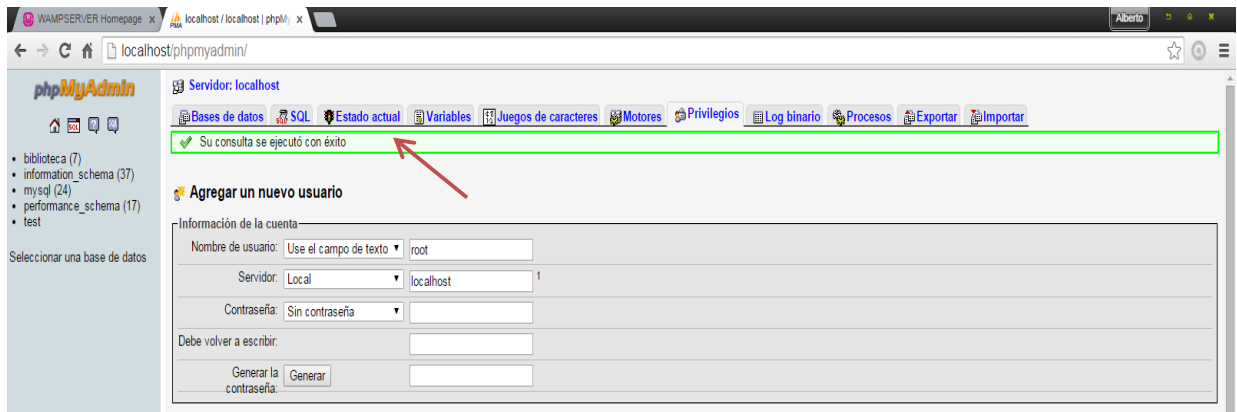 WAMPSERVER Homepage x
PMA localhost / localhost | phpMy x
Alberto
localhost/phpmyadmin/
phpMyAdmin
SQL
biblioteca (7)
information_schema (37)
mysql (24)
performance_schema (17)
test
Seleccionar una base de datos
Servidor: localhost
Bases de datos SQL Estado actual Variables Juegos de caracteres Motores Privilegios Log binario Procesos Exportar Importar
Su consulta se ejecutó con éxito
Agregar un nuevo usuario
Información de la cuenta
Nombre de usuario: Use el campo de texto root
Servidor: Local localhost 1
Contraseña: Sin contraseña
Debe volver a escribir:
Generar la contraseña: Generar